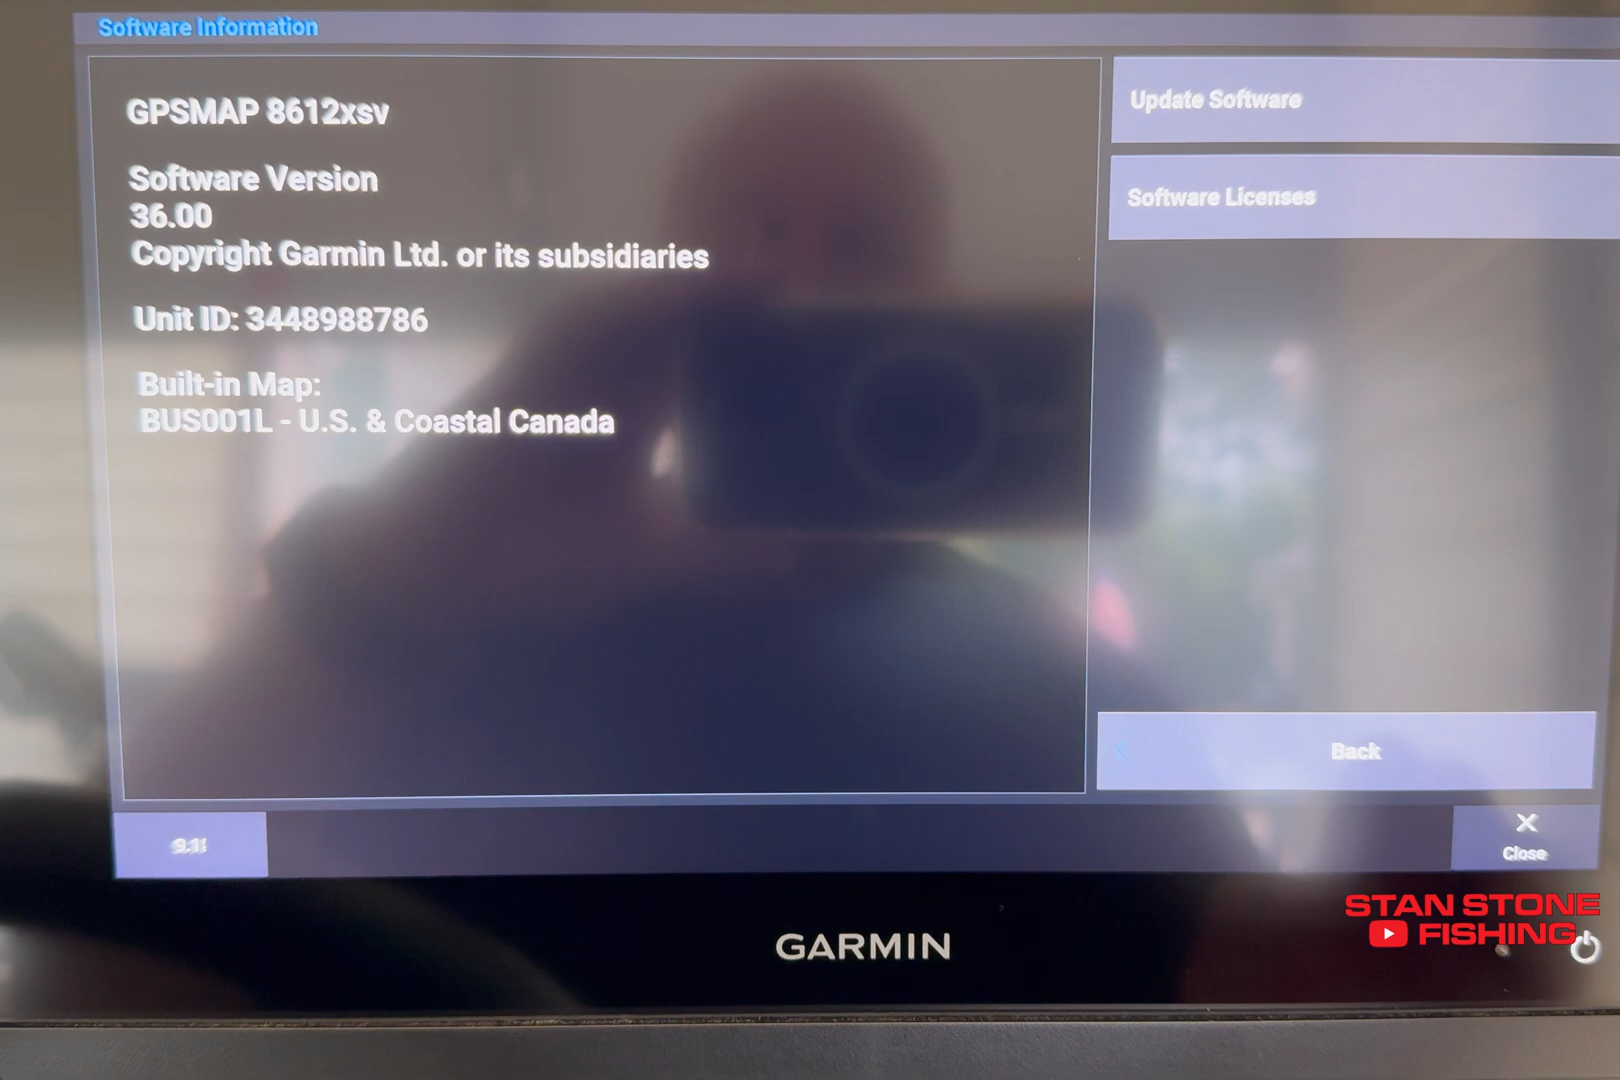 Software Information
GPSMAP 8612xsv
Software Version
36.00
Copyright Garmin Ltd. or its subsidiaries
Unit ID: 3448988786
Built-in Map:
BUS001L - U.S. & Coastal Canada
Update Software
Software Licenses
Back
Close
GARMIN
STAN STONE
FISHING